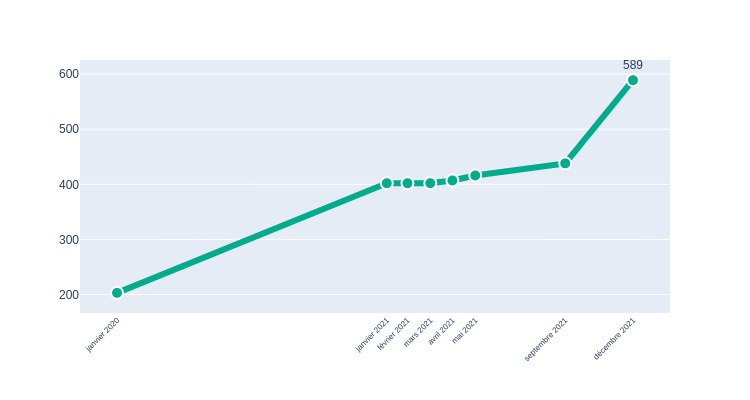 589
600
500
400
300
200
janvier 2020
janvier 2021
février 2021
mars 2021
avril 2021
mai 2021
septembre 2021
décembre 2021